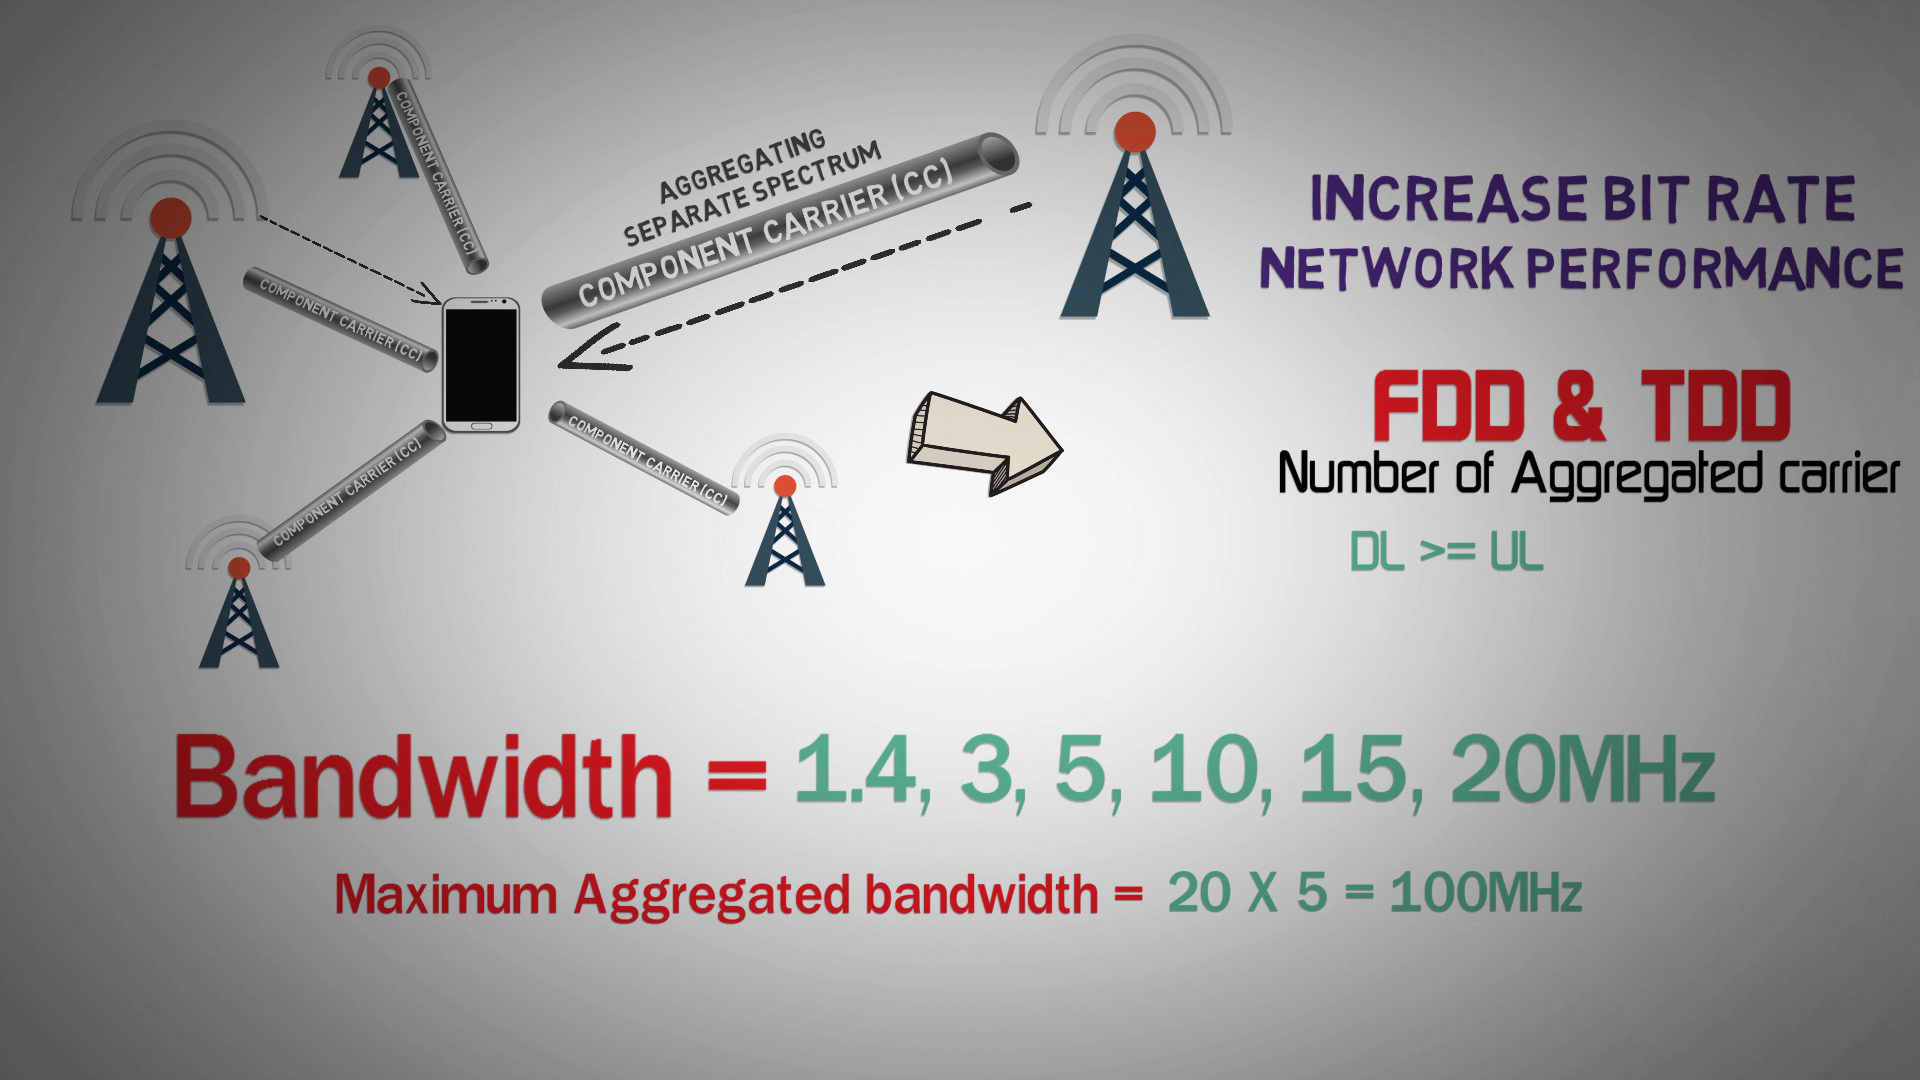 COMPONENT CARRIER (CC)
AGGREGATING
SEPARATE SPECTRUM
COMPONENT CARRIER (CC)
COMPONENT CARRIER (CC)
COMPONENT CARRIER (CC)
COMPONENT CARRIER (CC)
INCREASE BIT RATE
NETWORK PERFORMANCE
FDD & TDD
Number of Aggregated carrier
DL >= UL
Bandwidth = 1.4, 3, 5, 10, 15, 20MHz
Maximum Aggregated bandwidth = 20 X 5 = 100MHz